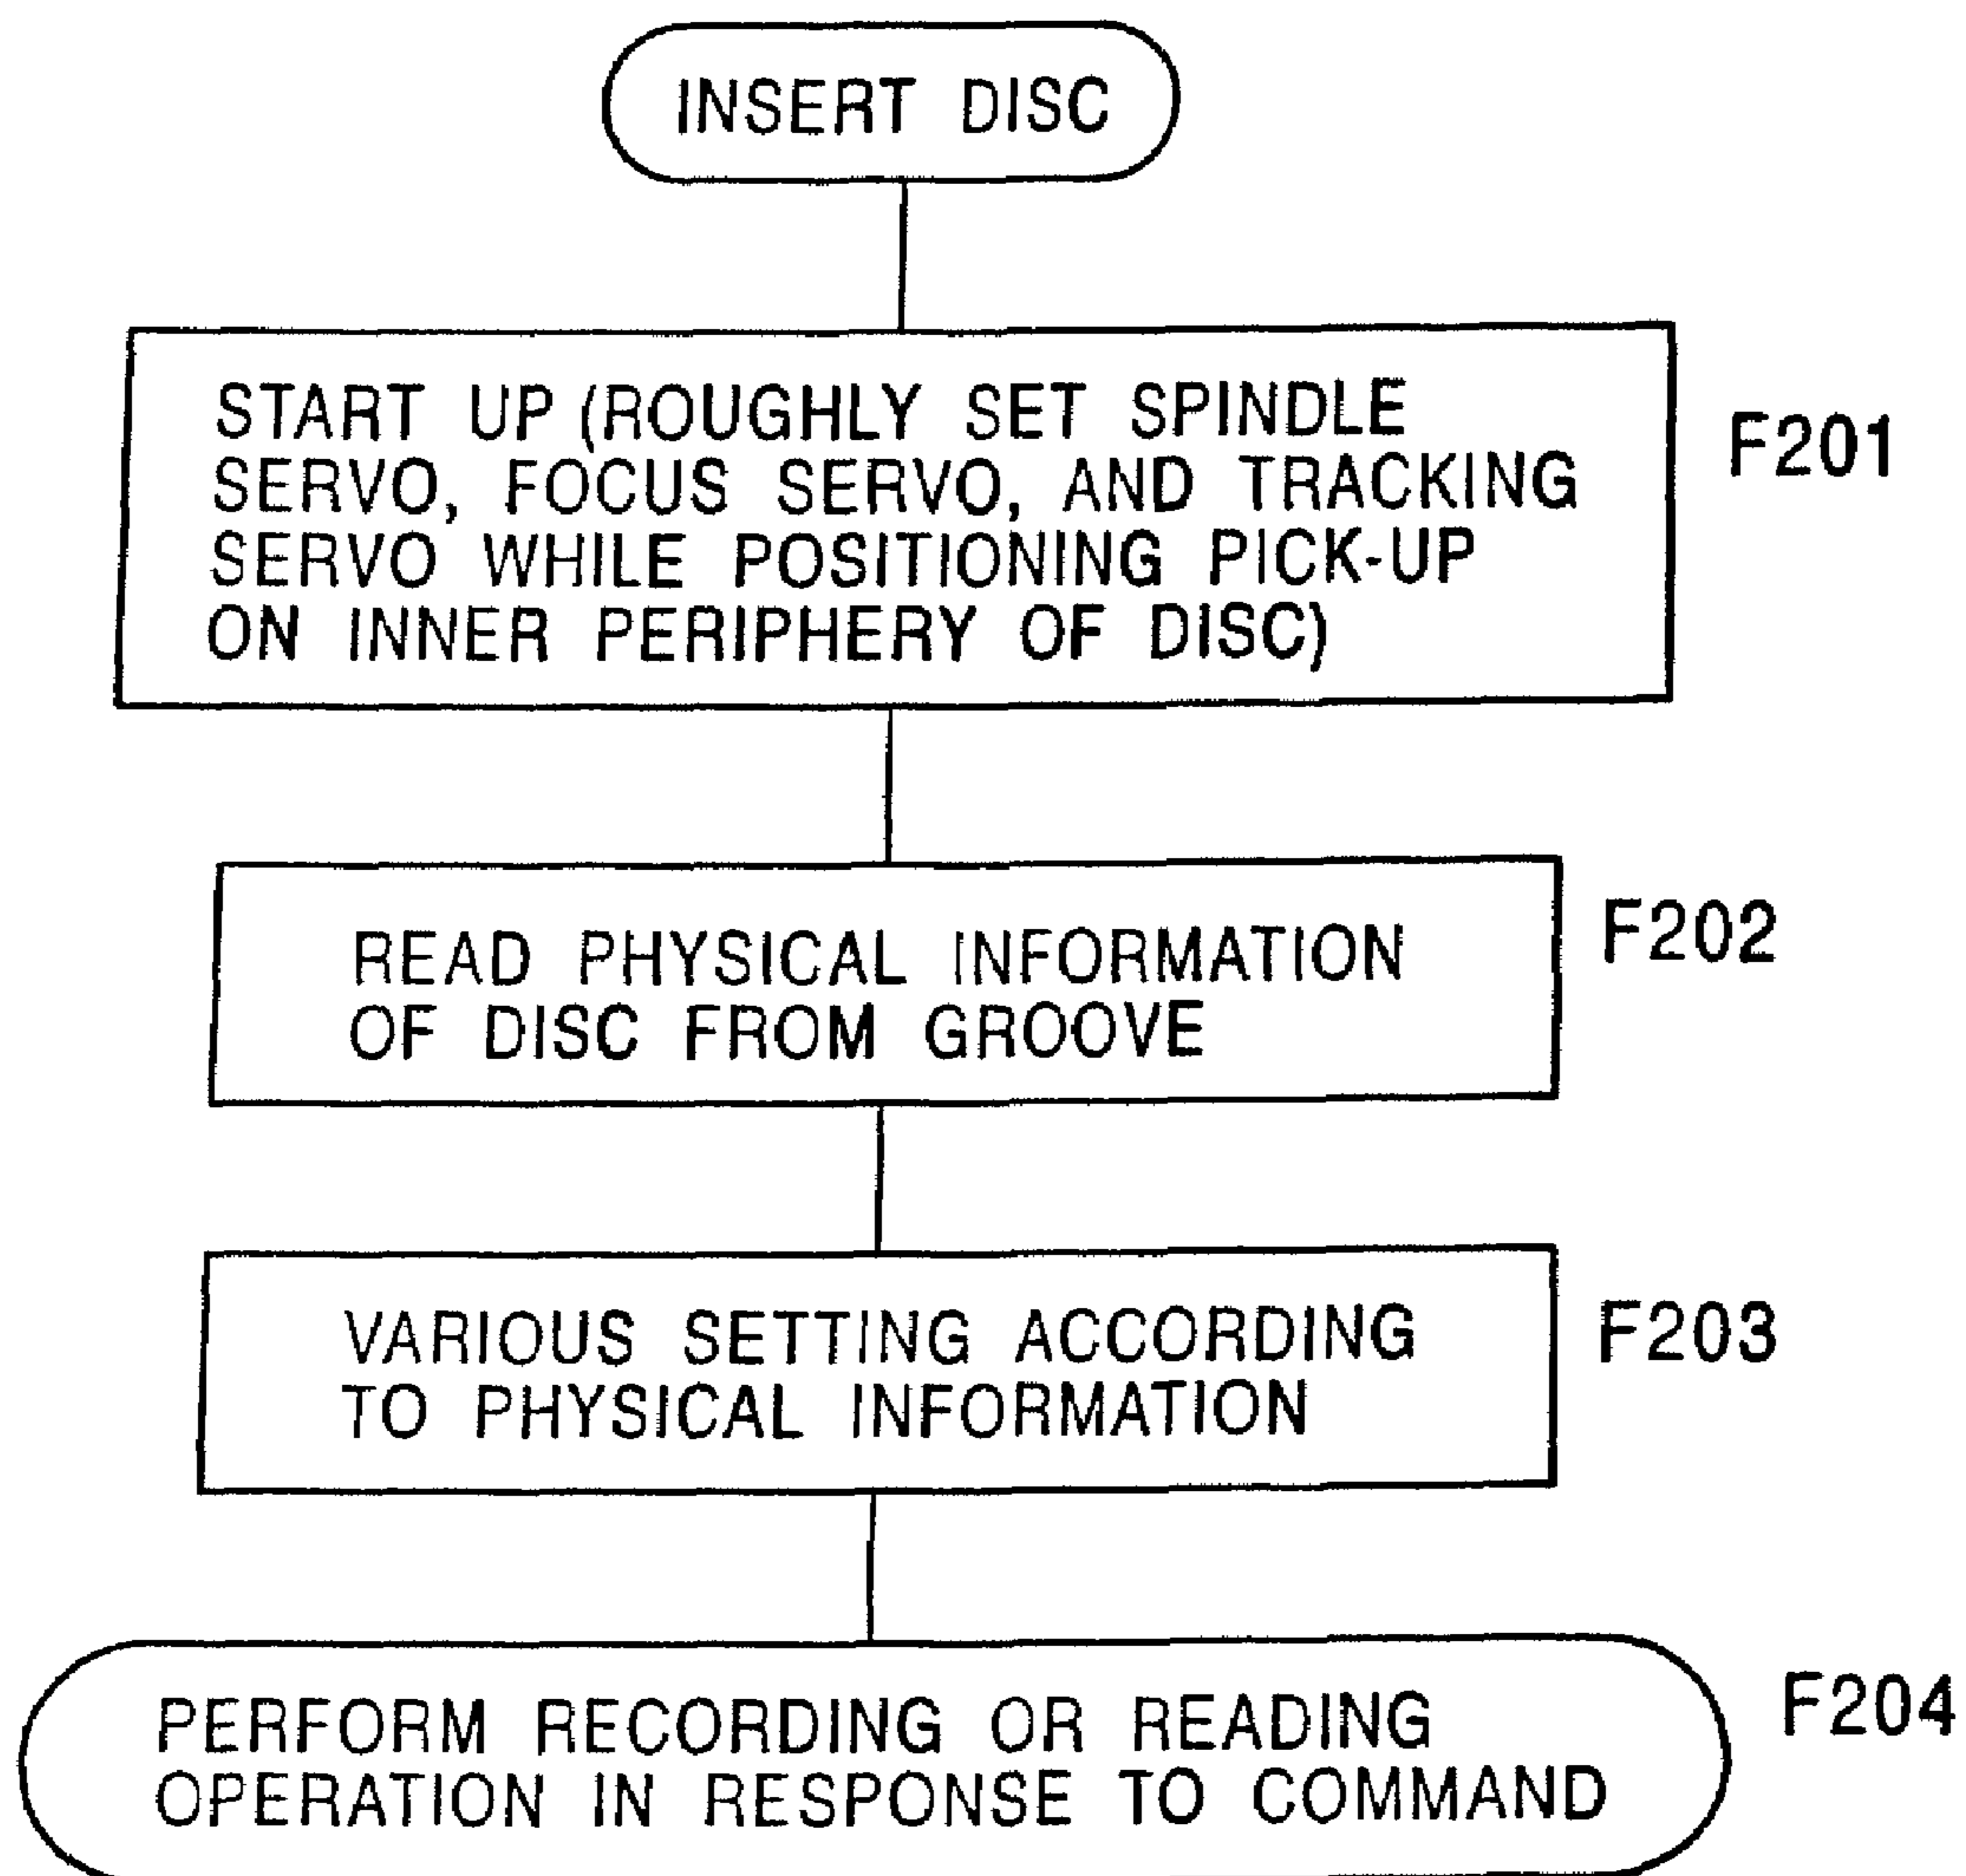 INSERT DISC
START UP (ROUGHLY SET SPINDLE
SERVO, FOCUS SERVO, AND TRACKING
SERVO WHILE POSITIONING PICK-UP
ON INNER PERIPHERY OF DISC)
F201
READ PHYSICAL INFORMATION
OF DISC FROM GROOVE
F202
VARIOUS SETTING ACCORDING
TO PHYSICAL INFORMATION
F203
PERFORM RECORDING OR READING
OPERATION IN RESPONSE TO COMMAND
F204